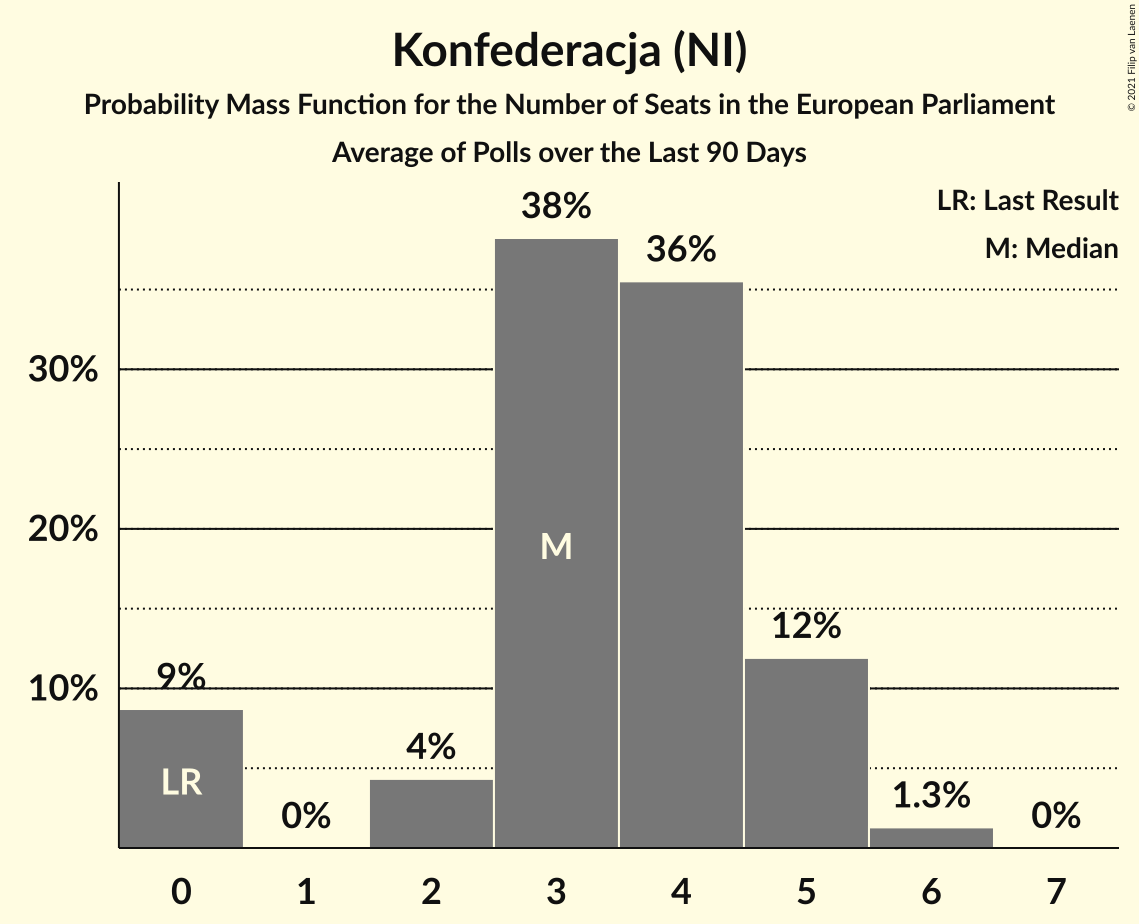 Konfederacja (NI)
Probability Mass Function for the Number of Seats in the European Parliament
Average of Polls over the Last 90 Days
© 2021 Filip van Laenen
LR: Last Result
M: Median
38%
36%
30%
20%
M
12%
10%
9%
4%
LR
0%
1.3%
0%
0 1 2 3 4 5 6 7